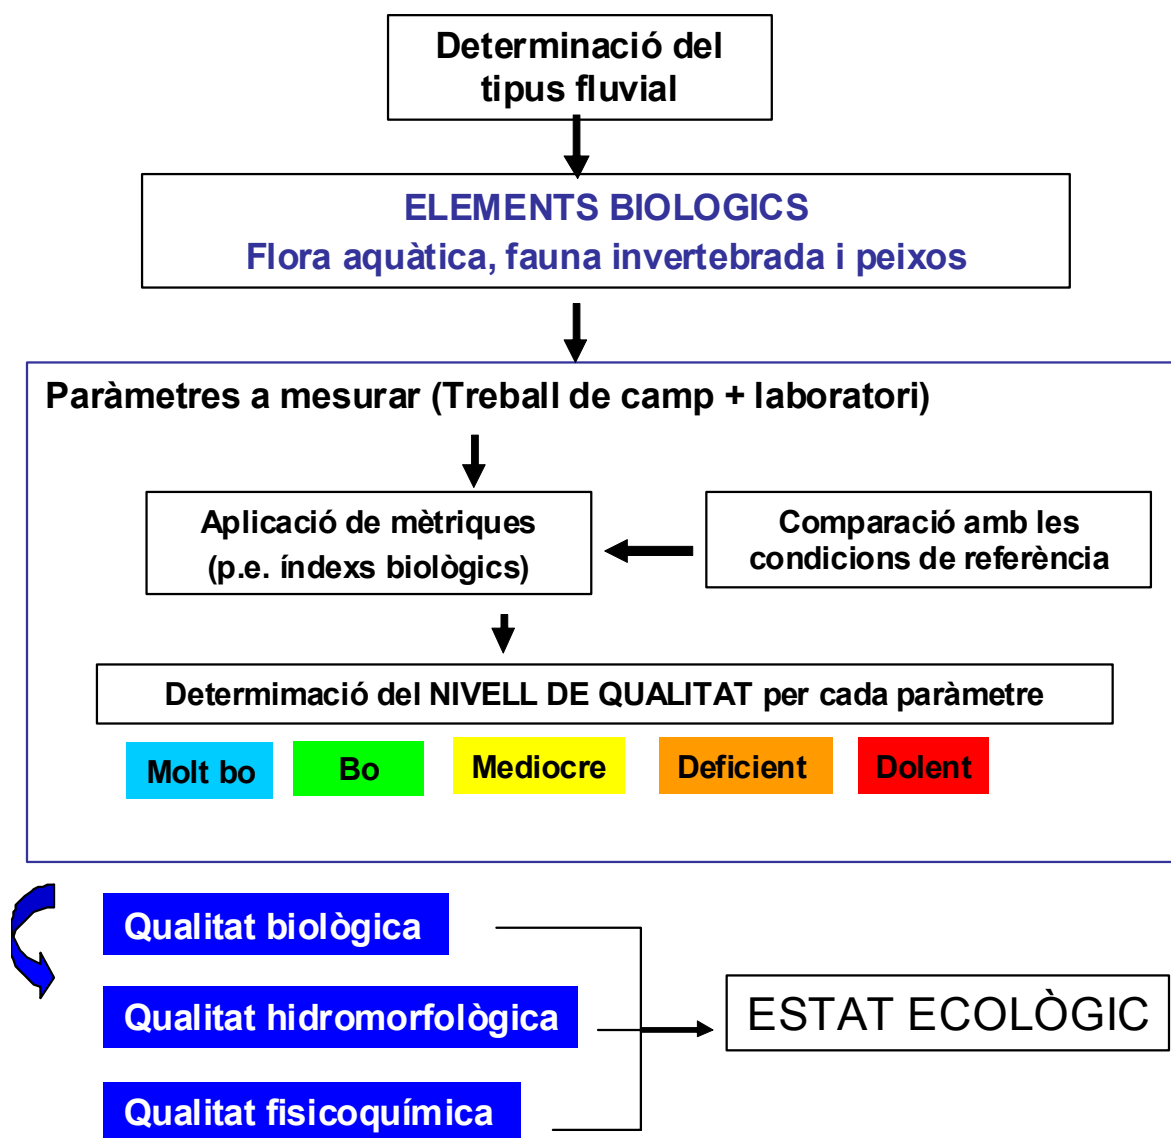 Determinació del
tipus fluvial
ELEMENTS BIOLOGICS
Flora aquàtica, fauna invertebrada i peixos
Paràmetres a mesurar (Treball de camp + laboratori)
Aplicació de mètriques
(p.e. índexs biològics)
Comparació amb les
condicions de referència
Determimació del NIVELL DE QUALITAT per cada paràmetre
Molt bo
Bo
Mediocre
Deficient
Dolent
Qualitat biològica
Qualitat hidromorfològica
Qualitat fisicoquímica
ESTAT ECOLÒGIC